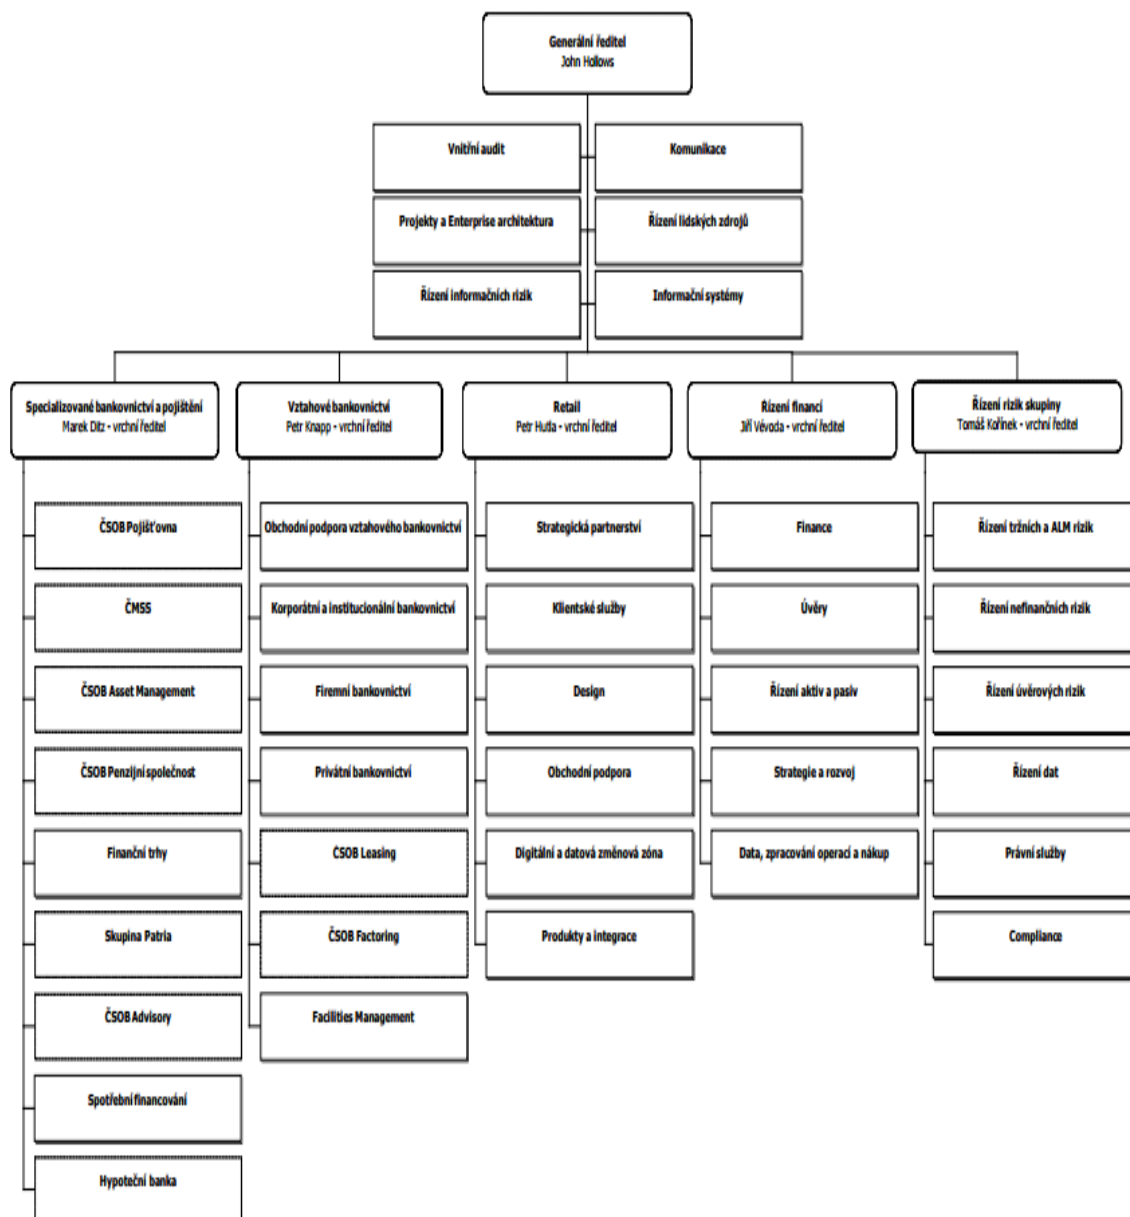 Generální ředitel
John Hollows
Vnitřní audit
Komunikace
Projekty a Enterprise architektura
Řízení lidských zdrojů
Řízení informačních rizik
Informační systémy
Specializované bankovnictví a pojištění
Marek Ditz - vrchní ředitel
Vztahové bankovnictví
Petr Knapp - vrchní ředitel
Retail
Petr Hutla - vrchní ředitel
Řízení financí
Jiří Vévoda - vrchní ředitel
Řízení rizik skupiny
Tomáš Kořínek - vrchní ředitel
ČSOB Pojišťovna
ČMSS
ČSOB Asset Management
ČSOB Penzijní společnost
Finanční trhy
Skupina Patria
ČSOB Advisory
Spotřební financování
Hypoteční banka
Obchodní podpora vztahového bankovnictví
Korporátní a institucionální bankovnictví
Firemní bankovnictví
Privátní bankovnictví
ČSOB Leasing
ČSOB Factoring
Facilities Management
Strategická partnerství
Klientské služby
Design
Obchodní podpora
Digitální a datová změnová zóna
Produkty a integrace
Finance
Úvěry
Řízení aktiv a pasiv
Strategie a rozvoj
Data, zpracování operací a nákup
Řízení tržních a ALM rizik
Řízení nefinančních rizik
Řízení úvěrových rizik
Řízení dat
Právní služby
Compliance